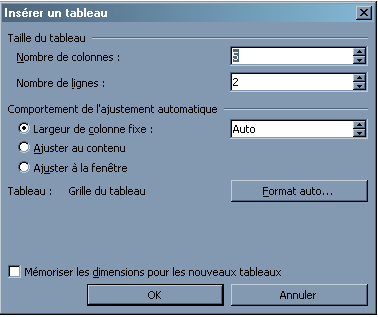 Insérer un tableau
Taille du tableau
Nombre de colonnes : 5
Nombre de lignes : 2
Comportement de l'ajustement automatique
Largeur de colonne fixe : Auto
Ajuster au contenu
Ajuster à la fenêtre
Tableau : Grille du tableau Format auto...
Mémoriser les dimensions pour les nouveaux tableaux
OK Annuler